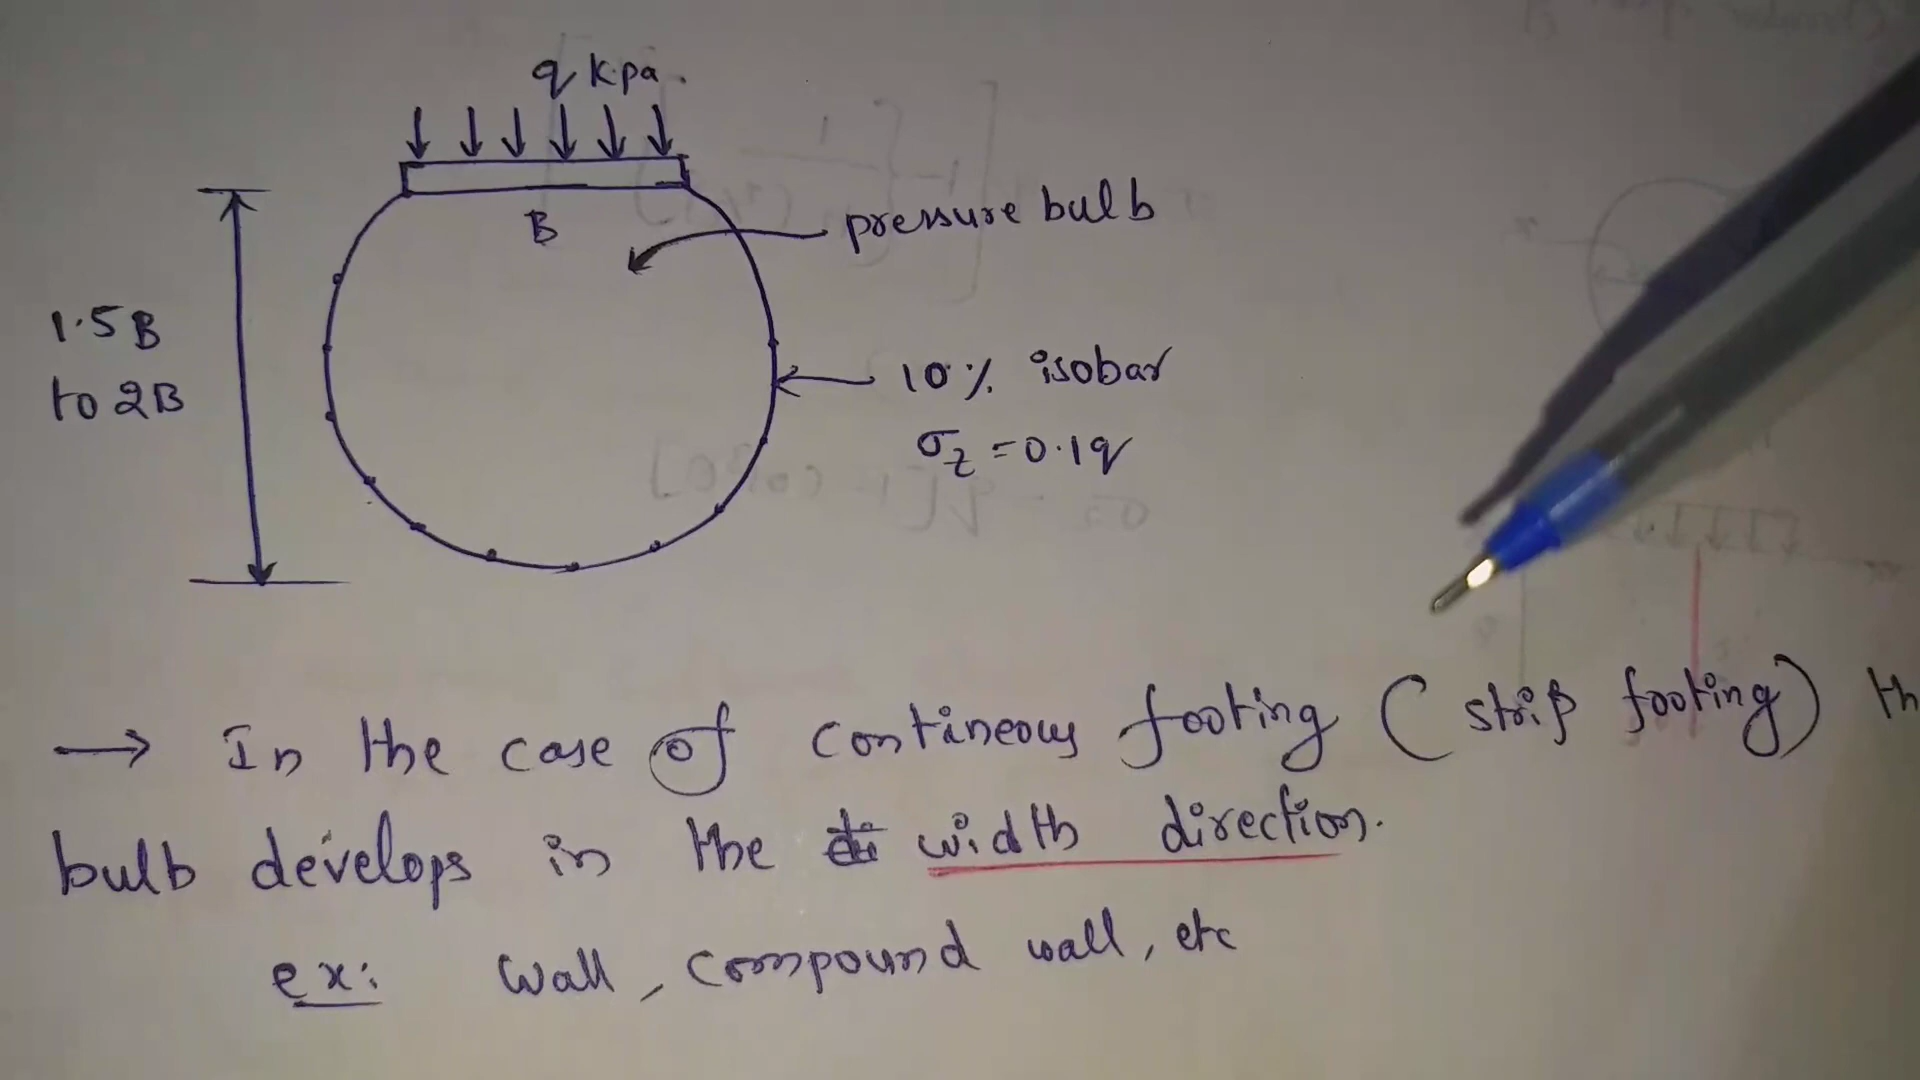 q kpa.
B
pressure bulb
1.5B
to 2B
10% isobar
σz = 0.1q
→ In the case of contineous footing (strip footing) th
bulb develops in the width direction.
ex: Wall, compound wall, etc